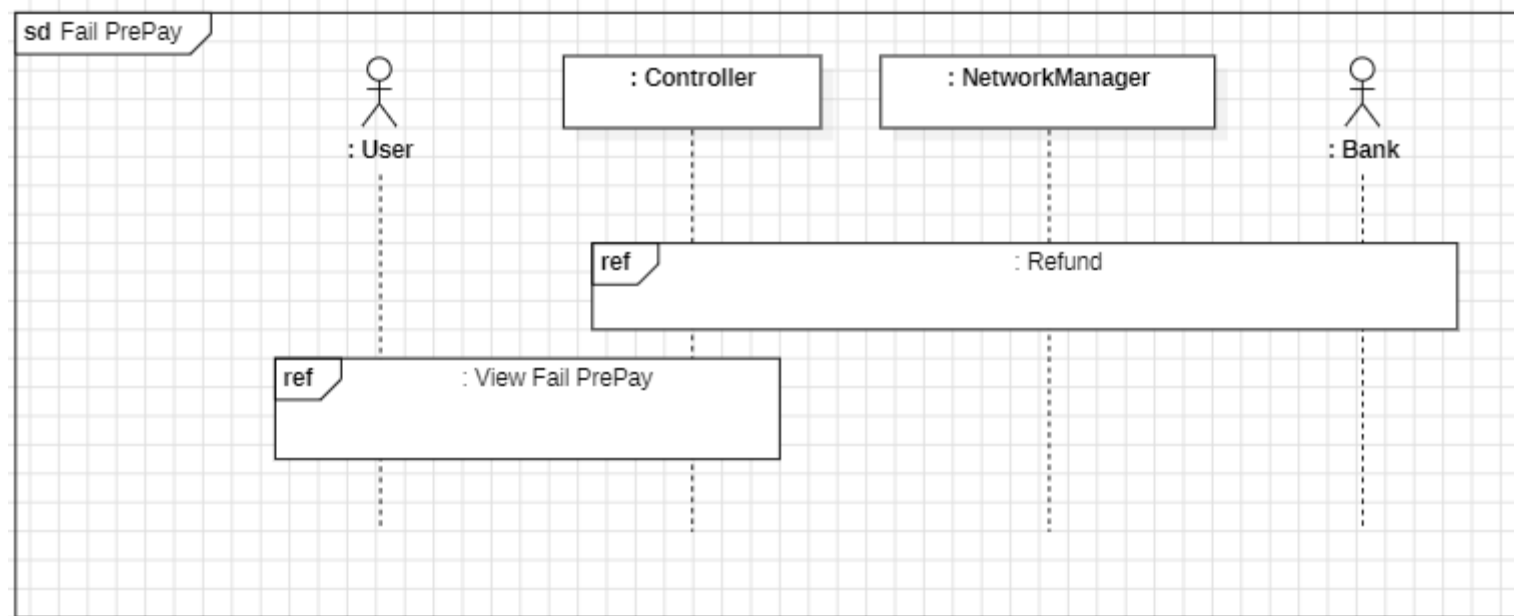 sd Fail PrePay
: User
: Controller
: NetworkManager
: Bank
ref : Refund
ref : View Fail PrePay